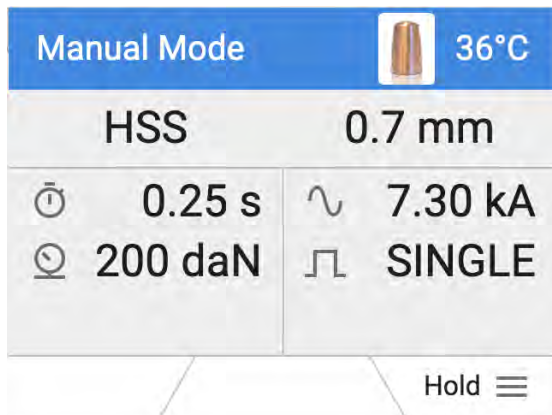 Manual Mode 36°C
HSS 0.7 mm
0.25 s 7.30 kA
200 daN SINGLE
Hold